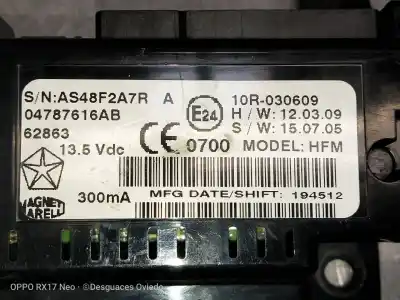 S/N:AS48F2A7R A
E24
10R-030609
04787616AB
H/W: 12.03.09
62863
S/W: 15.07.05
13.5 Vdc
CE 0700 MODEL: HFM
300mA
MFG DATE/SHIFT: 194512
MAGNETI
MARELLI
OPPO RX17 Neo · ©Desguaces Oviedo